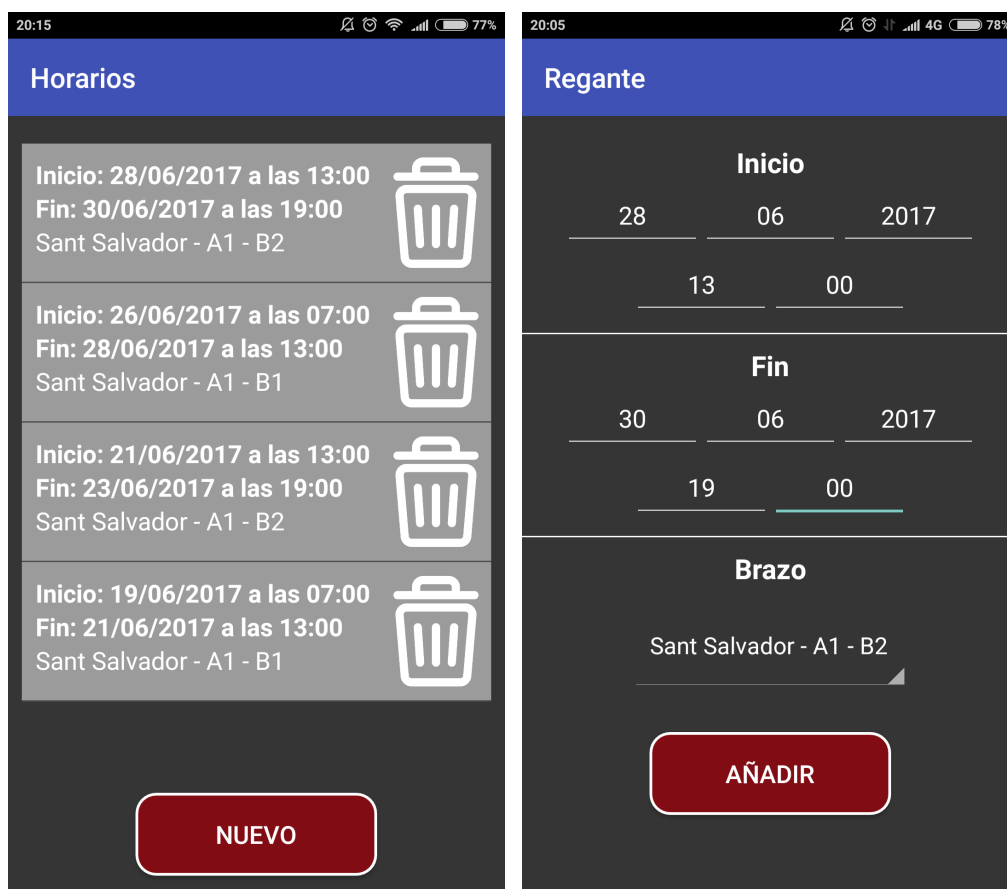 20:15
77%
Horarios
Inicio: 28/06/2017 a las 13:00
Fin: 30/06/2017 a las 19:00
Sant Salvador - A1 - B2
Inicio: 26/06/2017 a las 07:00
Fin: 28/06/2017 a las 13:00
Sant Salvador - A1 - B1
Inicio: 21/06/2017 a las 13:00
Fin: 23/06/2017 a las 19:00
Sant Salvador - A1 - B2
Inicio: 19/06/2017 a las 07:00
Fin: 21/06/2017 a las 13:00
Sant Salvador - A1 - B1
NUEVO
20:05
4G 78%
Regante
Inicio
28 06 2017
13 00
Fin
30 06 2017
19 00
Brazo
Sant Salvador - A1 - B2
AÑADIR